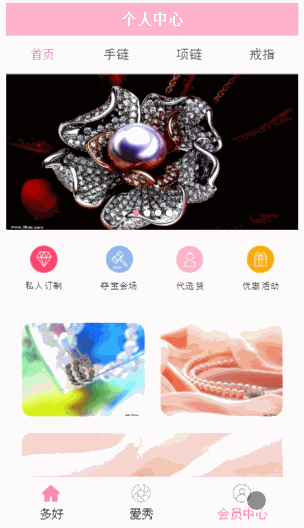 个人中心
首页 手链 项链 戒指
私人订制 夺宝会场 代选货 优惠活动
多好 爱秀 会员中心